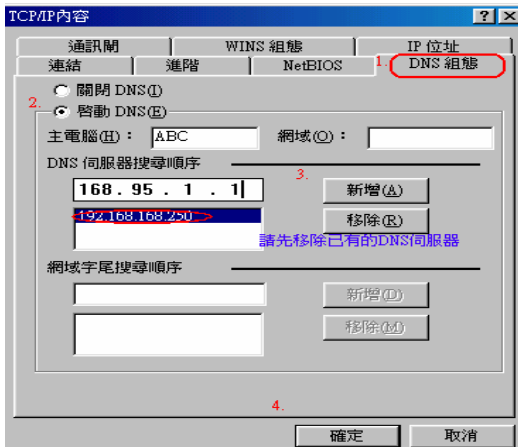 TCP/IP內容
通訊閘 WINS 組態 IP 位址
連結 進階 NetBIOS 1. DNS 組態
關閉 DNS(I)
2. 啓動 DNS(E)
主電腦(H)： ABC 網域(O)：
DNS 伺服器搜尋順序
3.
168 . 95 . 1 . 1 新增(A)
192.168.168.250 移除(R)
請先移除已有的DNS伺服器
網域字尾搜尋順序
新增(D)
移除(M)
4.
確定 取消